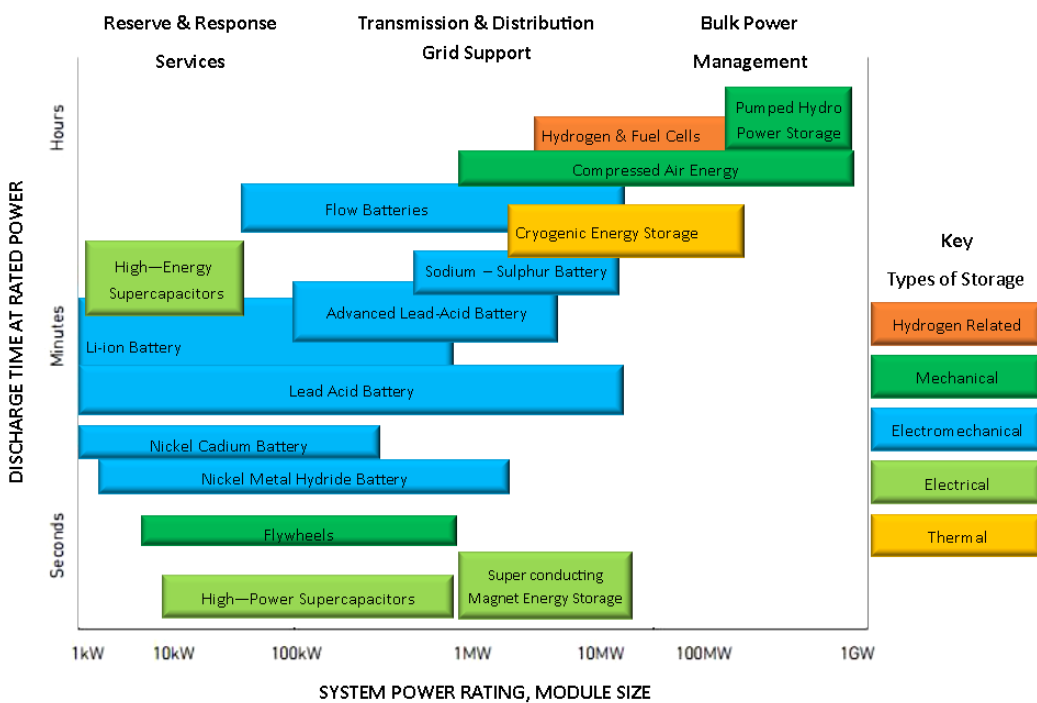 Reserve & Response
Services
Transmission & Distribution
Grid Support
Bulk Power
Management
DISCHARGE TIME AT RATED POWER
Hours
Minutes
Seconds
Pumped Hydro
Power Storage
Hydrogen & Fuel Cells
Compressed Air Energy
Flow Batteries
Cryogenic Energy Storage
High—Energy
Supercapacitors
Sodium – Sulphur Battery
Advanced Lead-Acid Battery
Li-ion Battery
Lead Acid Battery
Nickel Cadium Battery
Nickel Metal Hydride Battery
Flywheels
Super conducting
Magnet Energy Storage
High—Power Supercapacitors
1kW
10kW
100kW
1MW
10MW
100MW
1GW
SYSTEM POWER RATING, MODULE SIZE
Key
Types of Storage
Hydrogen Related
Mechanical
Electromechanical
Electrical
Thermal